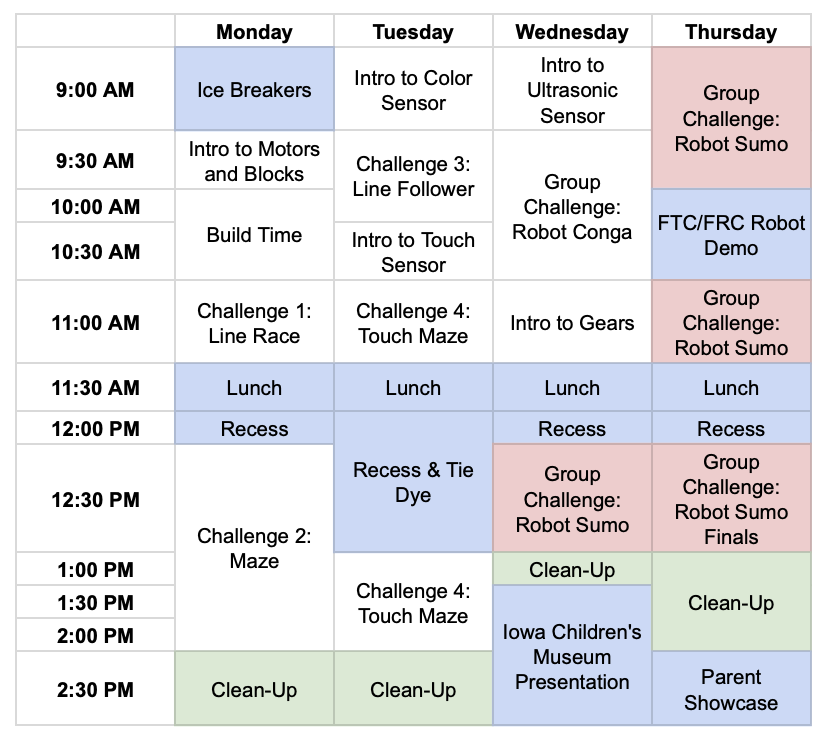 Monday Tuesday Wednesday Thursday
9:00 AM
Ice Breakers
Intro to Color
Sensor
Intro to
Ultrasonic
Sensor
Group
Challenge:
Robot Sumo
9:30 AM
Intro to Motors
and Blocks
Challenge 3:
Line Follower
Group
Challenge:
Robot Conga
10:00 AM
Build Time
FTC/FRC Robot
Demo
10:30 AM
Intro to Touch
Sensor
11:00 AM
Challenge 1:
Line Race
Challenge 4:
Touch Maze
Intro to Gears
Group
Challenge:
Robot Sumo
11:30 AM
Lunch
Lunch
Lunch
Lunch
12:00 PM
Recess
Recess & Tie
Dye
Recess
Recess
12:30 PM
Challenge 2:
Maze
Group
Challenge:
Robot Sumo
Group
Challenge:
Robot Sumo
Finals
1:00 PM
Challenge 4:
Touch Maze
Clean-Up
Clean-Up
1:30 PM
Iowa Children's
Museum
Presentation
2:00 PM
2:30 PM
Clean-Up
Clean-Up
Parent
Showcase